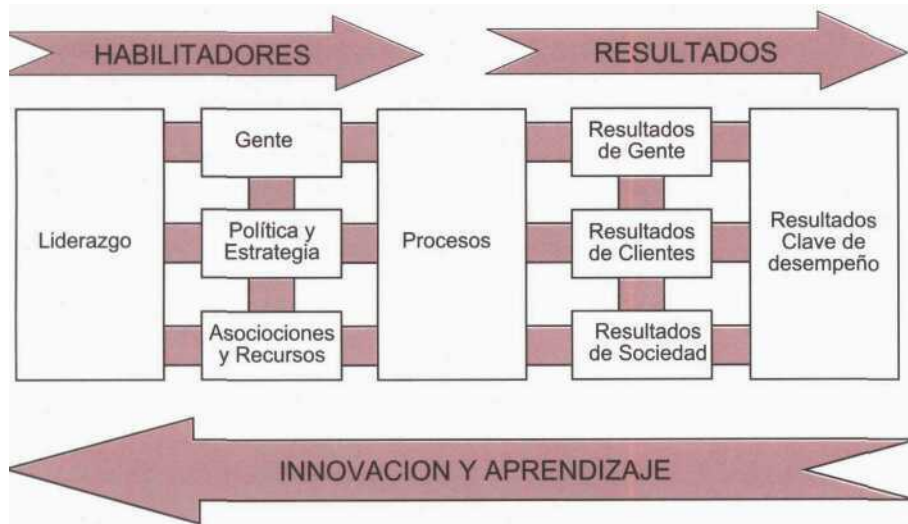 HABILITADORES
RESULTADOS
Liderazgo
Gente
Política y
Estrategia
Asociociones
y Recursos
Procesos
Resultados
de Gente
Resultados
de Clientes
Resultados
de Sociedad
Resultados
Clave de
desempeño
INNOVACION Y APRENDIZAJE